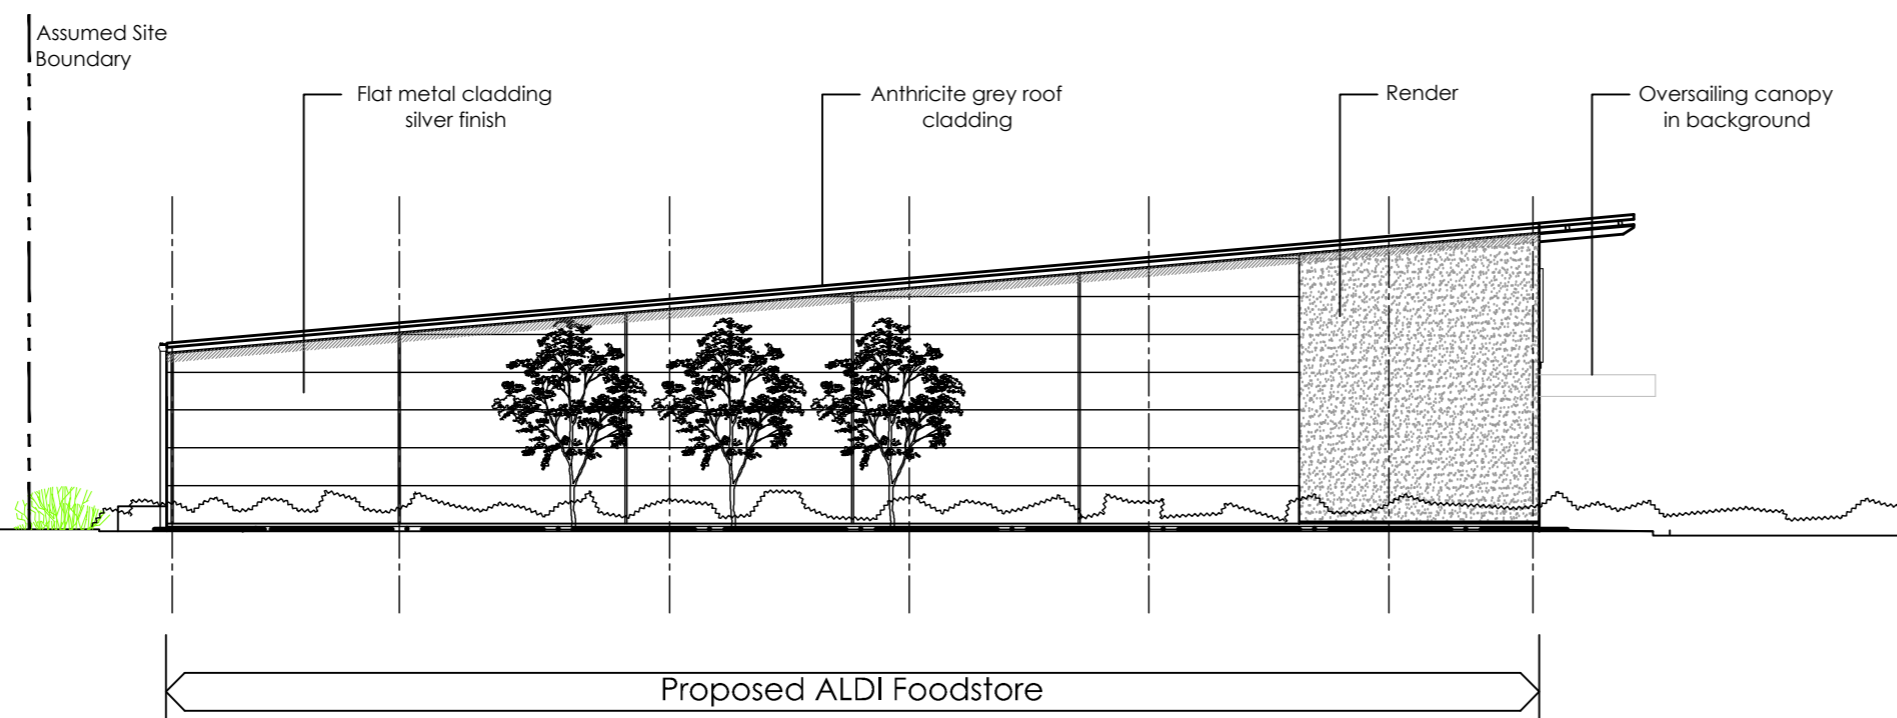 Assumed Site
Boundary
Flat metal cladding
silver finish
Anthricite grey roof
cladding
Render
Oversailing canopy
in background
Proposed ALDI Foodstore